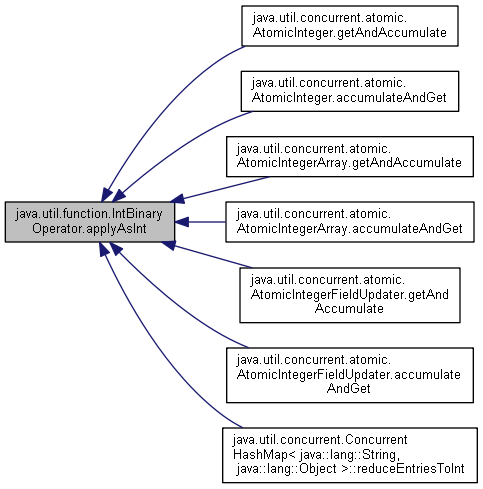 java.util.concurrent.atomic.
AtomicInteger.getAndAccumulate
java.util.concurrent.atomic.
AtomicInteger.accumulateAndGet
java.util.concurrent.atomic.
AtomicIntegerArray.getAndAccumulate
java.util.function.IntBinary
Operator.applyAsInt
java.util.concurrent.atomic.
AtomicIntegerArray.accumulateAndGet
java.util.concurrent.atomic.
AtomicIntegerFieldUpdater.getAnd
Accumulate
java.util.concurrent.atomic.
AtomicIntegerFieldUpdater.accumulate
AndGet
java.util.concurrent.Concurrent
HashMap< java::lang::String,
java::lang::Object >::reduceEntriesToInt